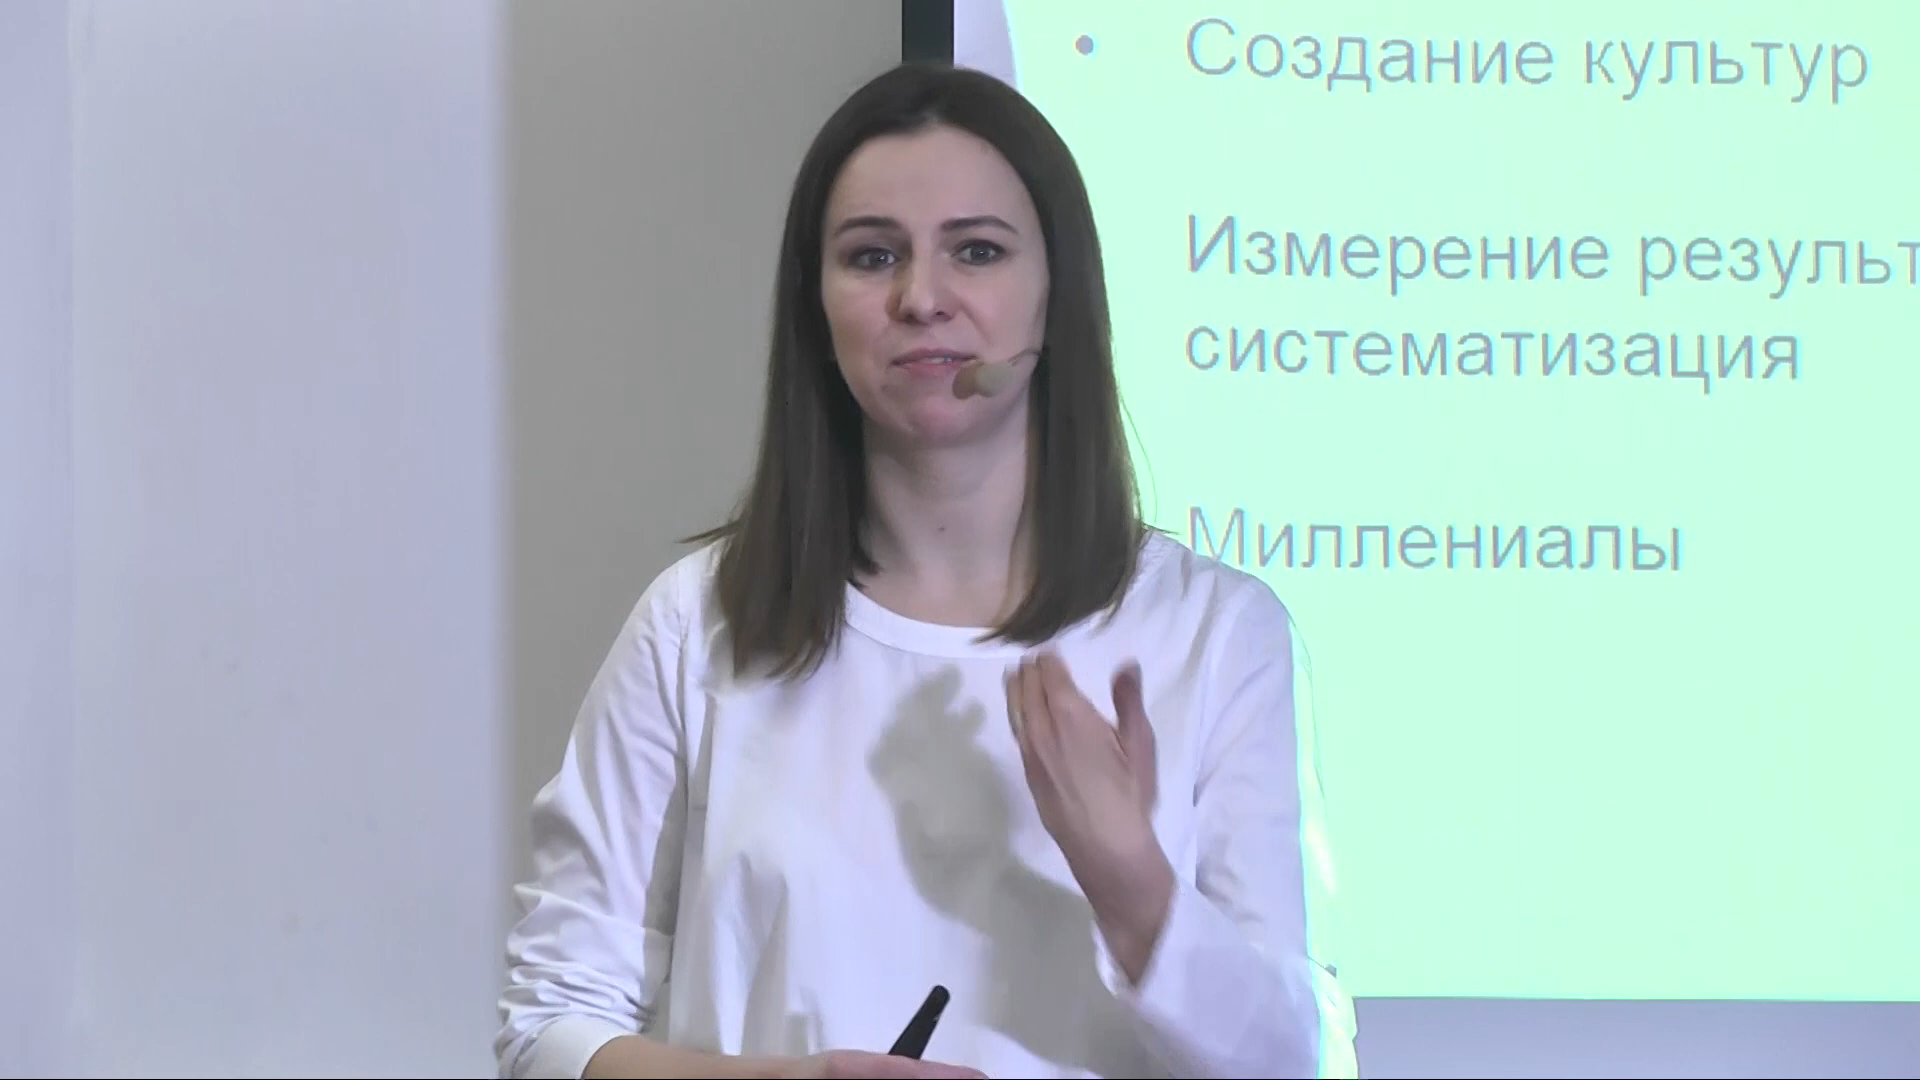 • Создание культур
Измерение результ
систематизация
Миллениалы